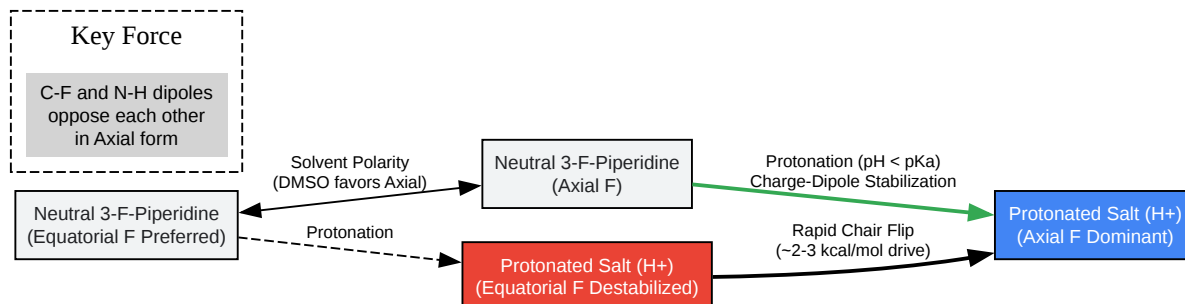 Key Force
C-F and N-H dipoles
oppose each other
in Axial form
Neutral 3-F-Piperidine
(Equatorial F Preferred)
Solvent Polarity
(DMSO favors Axial)
Protonation
Neutral 3-F-Piperidine
(Axial F)
Protonated Salt (H+)
(Equatorial F Destabilized)
Protonation (pH < pKa)
Charge-Dipole Stabilization
Rapid Chair Flip
(~2-3 kcal/mol drive)
Protonated Salt (H+)
(Axial F Dominant)